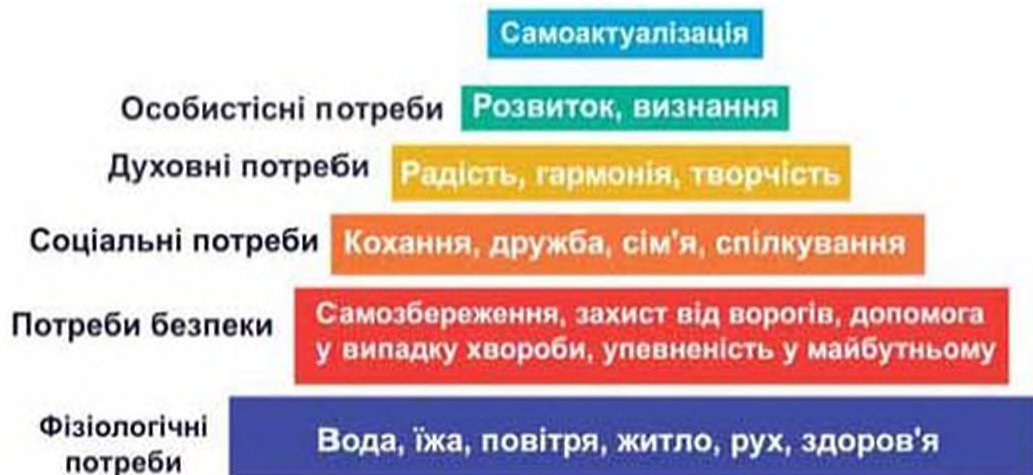 Самоактуалізація
Особистісні потреби
Розвиток, визнання
Духовні потреби
Радість, гармонія, творчість
Соціальні потреби
Кохання, дружба, сім'я, спілкування
Потреби безпеки
Самозбереження, захист від ворогів, допомога
у випадку хвороби, упевненість у майбутньому
Фізіологічні
потреби
Вода, їжа, повітря, житло, рух, здоров'я